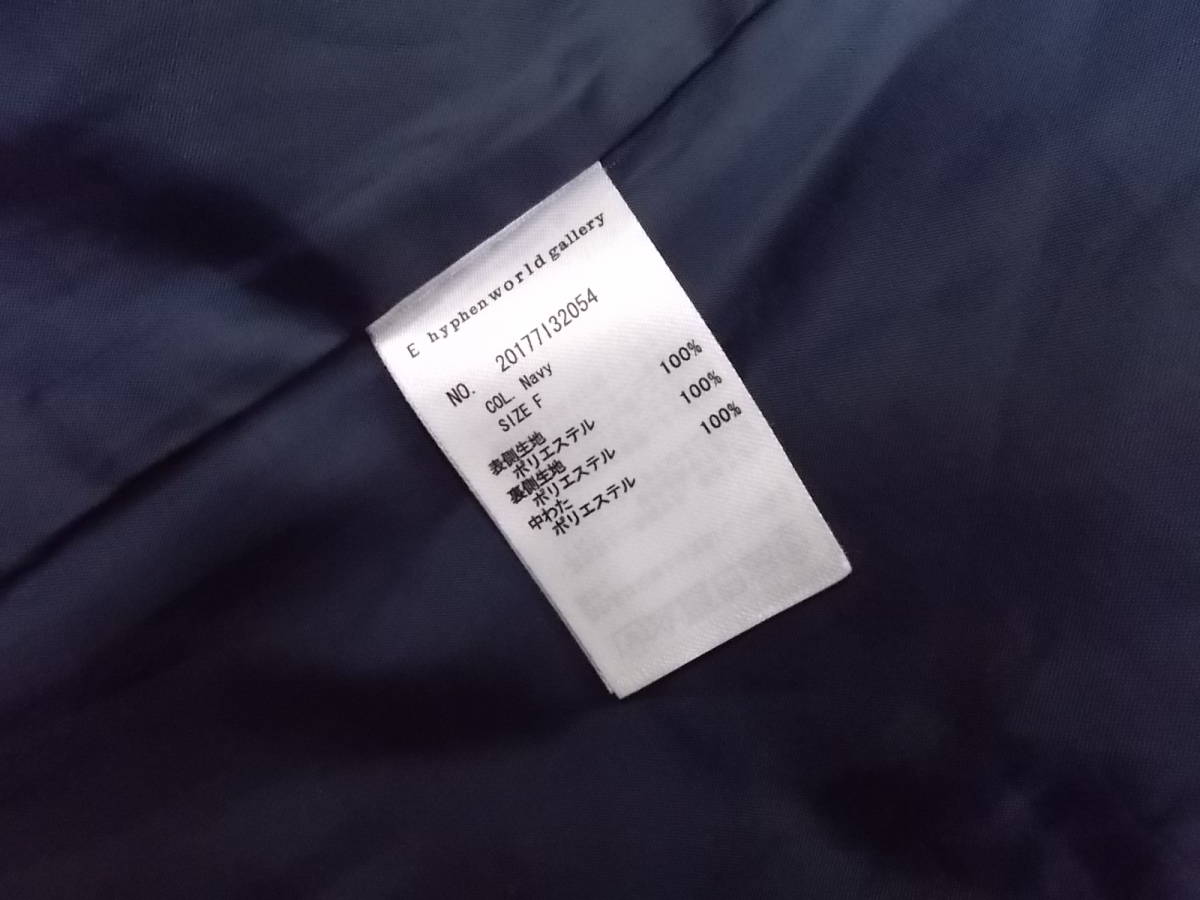 E hyphen world gallery
NO. 20177132054
COL. Navy
SIZE F
表側生地
ポリエステル 100%
裏側生地
ポリエステル 100%
中わた
ポリエステル 100%